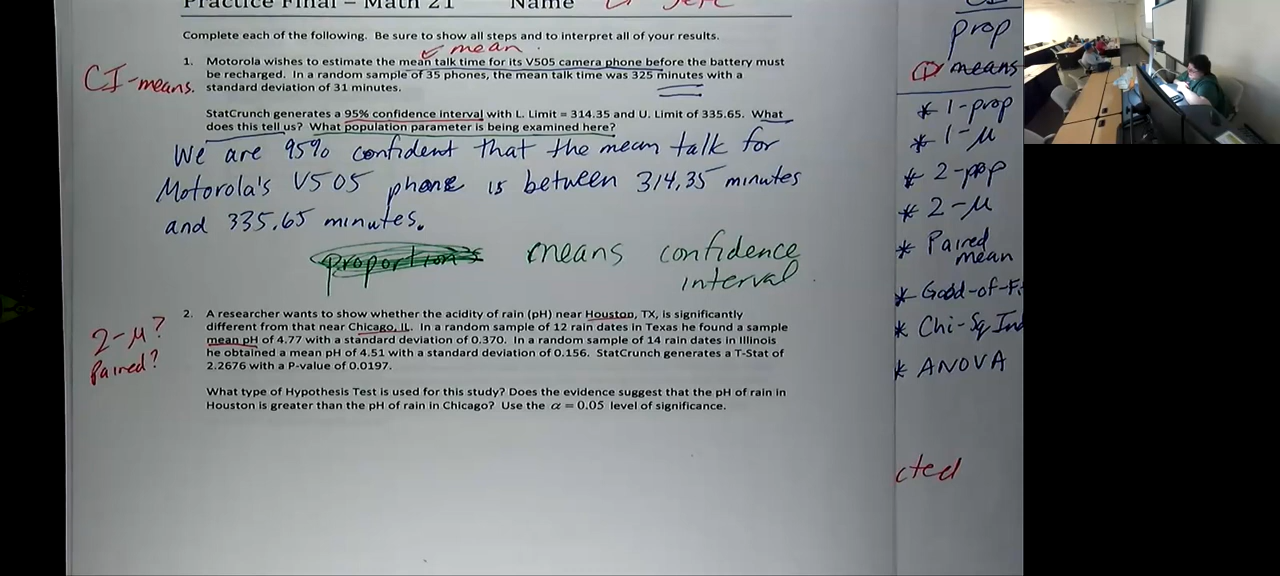 Practice Final – Math 21 Name
Complete each of the following. Be sure to show all steps and to interpret all of your results.
mean
1. Motorola wishes to estimate the mean talk time for its V505 camera phone before the battery must
be recharged. In a random sample of 35 phones, the mean talk time was 325 minutes with a
standard deviation of 31 minutes.
CI-means.
StatCrunch generates a 95% confidence interval with L. Limit = 314.35 and U. Limit of 335.65. What
does this tell us? What population parameter is being examined here?
We are 95% confident that the mean talk for
Motorola's V505 phone is between 314.35 minutes
and 335.65 minutes.
proportions means confidence
interval
2. A researcher wants to show whether the acidity of rain (pH) near Houston, TX, is significantly
different from that near Chicago, IL. In a random sample of 12 rain dates in Texas he found a sample
mean pH of 4.77 with a standard deviation of 0.370. In a random sample of 14 rain dates in Illinois
he obtained a mean pH of 4.51 with a standard deviation of 0.156. StatCrunch generates a T-Stat of
2.2676 with a P-value of 0.0197.
2-μ?
Paired?
What type of Hypothesis Test is used for this study? Does the evidence suggest that the pH of rain in
Houston is greater than the pH of rain in Chicago? Use the α = 0.05 level of significance.
prop
means
* 1-prop
* 1-μ
* 2-prop
* 2-μ
* Paired
mean
* Good-of-Fi
* Chi-Sq Ind
* ANOVA
cted